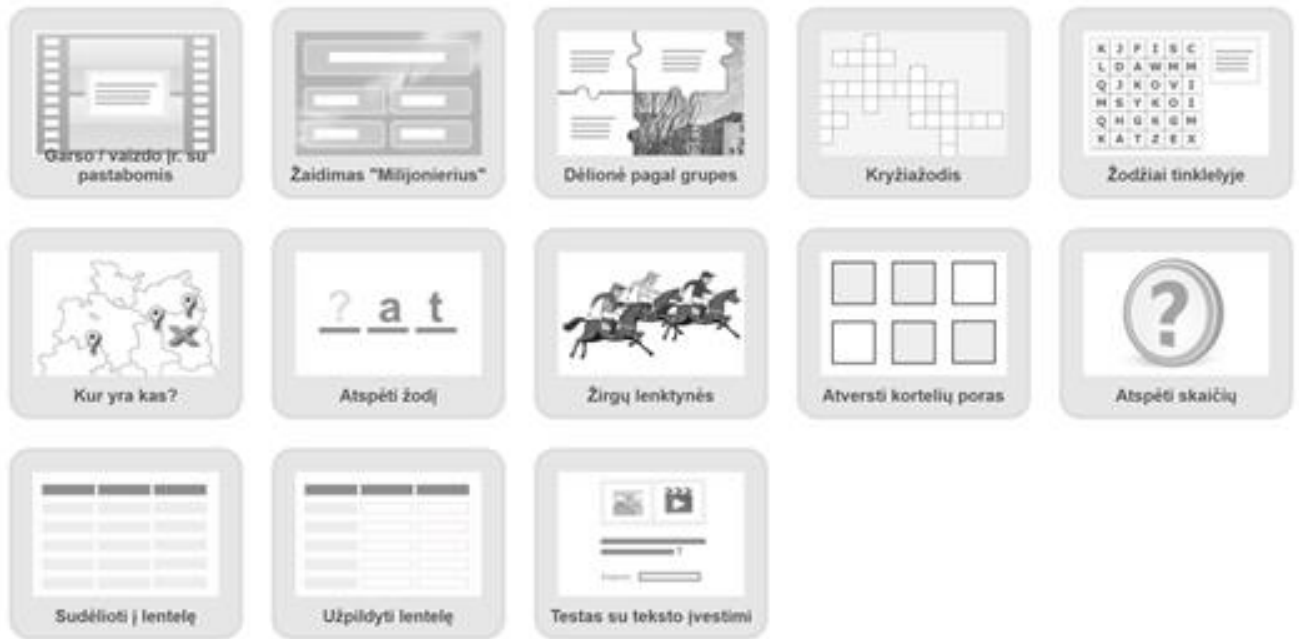 Garso / vaizdo įr. su
pastabomis
Žaidimas "Milijonierius"
Dėlionė pagal grupes
Kryžiažodis
K J P I S C
L D A W M M
Q J K O V I
M S Y K O I
Q H G K G M
K A T Z E X
Žodžiai tinklelyje
Kur yra kas?
? a t
Atspėti žodį
Žirgų lenktynės
Atversti kortelių poras
?
Atspėti skaičių
Sudėlioti į lentelę
Užpildyti lentelę
?
Testas su teksto įvestimi